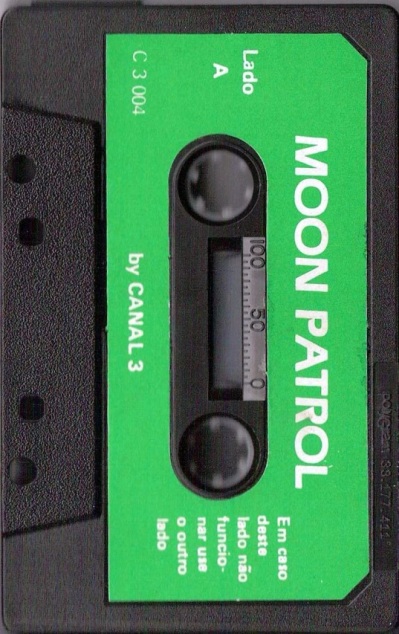 MOON PATROL
Lado
A
100 50 0
Em caso
deste
lado não
funcio-
nar use
o outro
lado
C 3 004
by CANAL 3